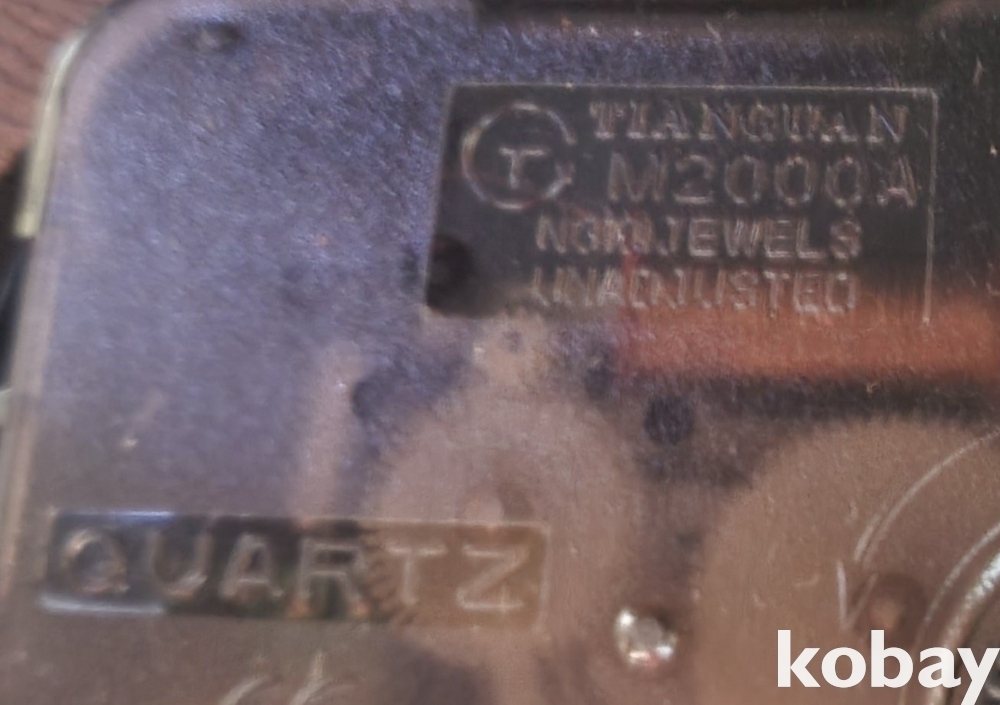 T
TIANGUAN
M2000A
NO(0)JEWELS
UNADJUSTED
QUARTZ
kobay